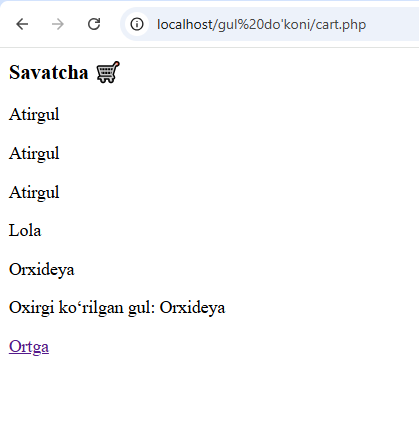 localhost/gul%20do'koni/cart.php
Savatcha 🛒
Atirgul
Atirgul
Atirgul
Lola
Orxideya
Oxirgi ko‘rilgan gul: Orxideya
Ortga